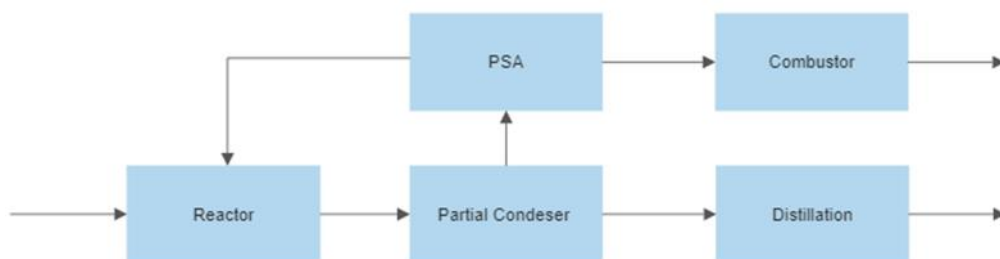 PSA
Combustor
Reactor
Partial Condeser
Distillation